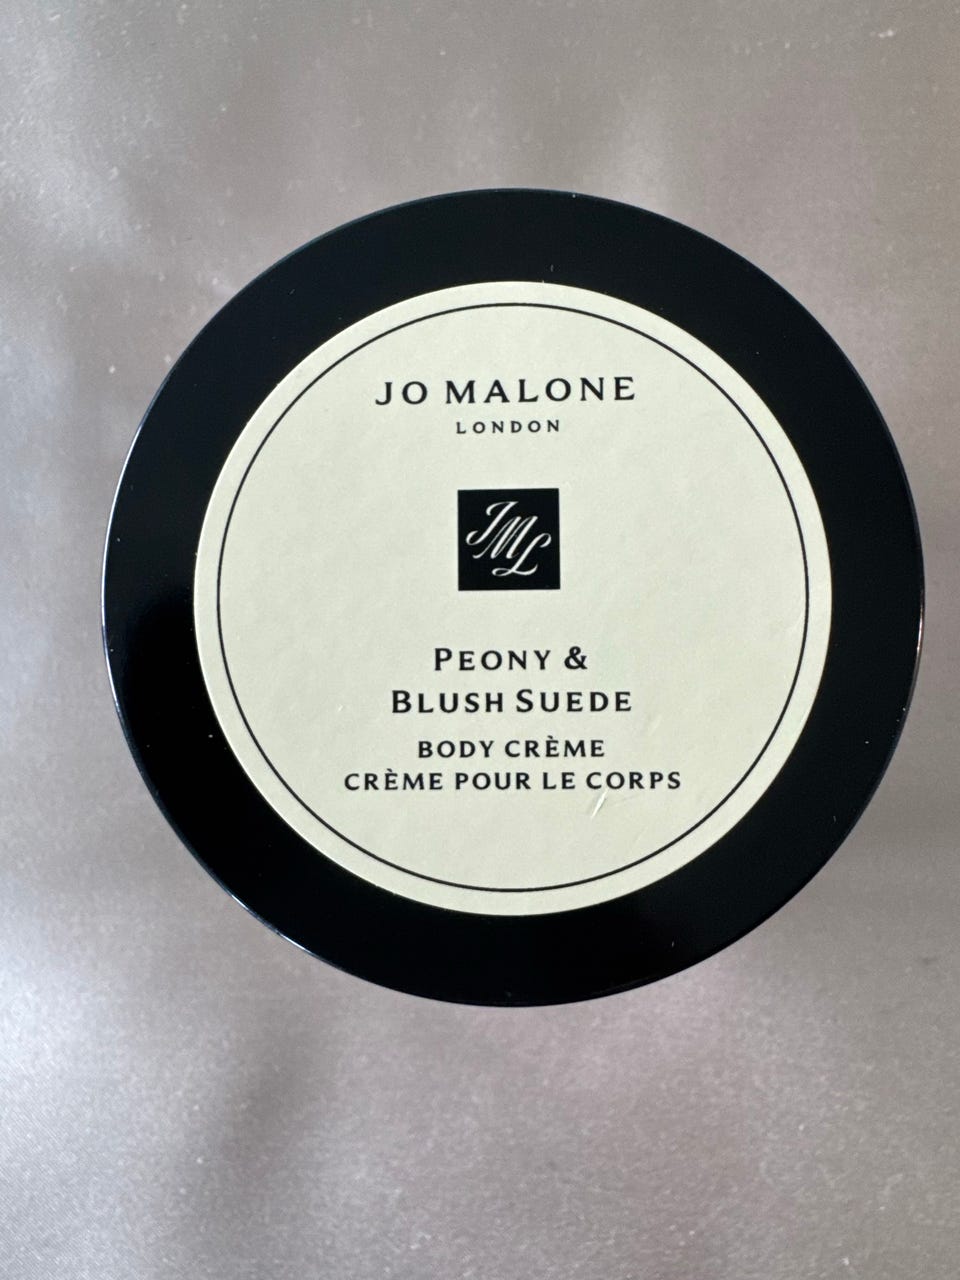 JO MALONE
LONDON
JML
PEONY &
BLUSH SUEDE
BODY CRÈME
CRÈME POUR LE CORPS